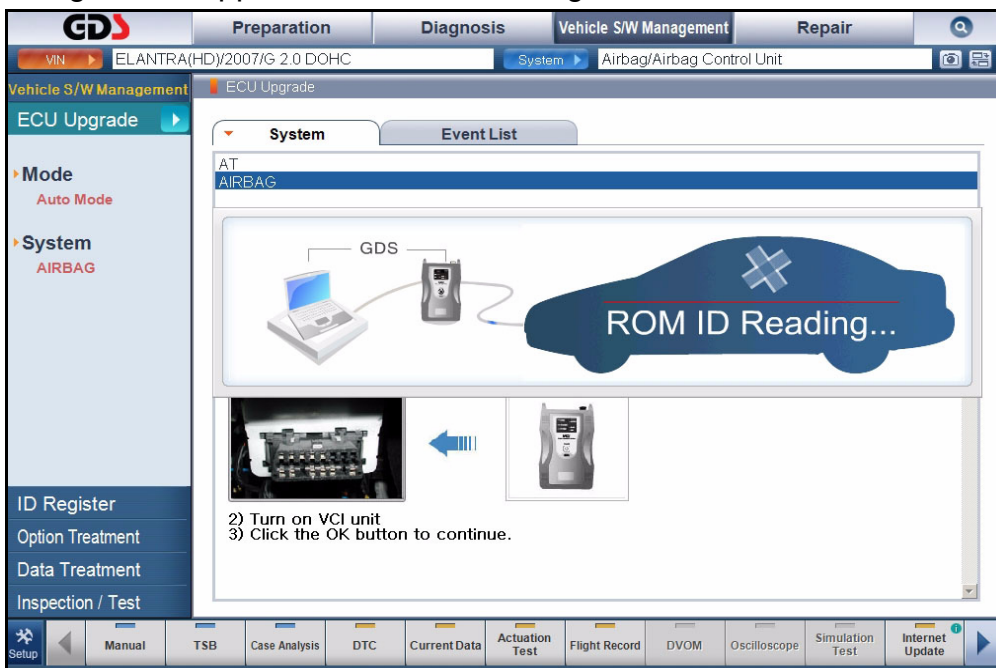 GDS
Preparation
Diagnosis
Vehicle S/W Management
Repair
VIN
ELANTRA(HD)/2007/G 2.0 DOHC
System
Airbag/Airbag Control Unit
Vehicle S/W Management
ECU Upgrade
ECU Upgrade
System
Event List
AT
AIRBAG
Mode
Auto Mode
System
AIRBAG
GDS
ROM ID Reading...
2) Turn on VCI unit
3) Click the OK button to continue.
ID Register
Option Treatment
Data Treatment
Inspection / Test
Setup
Manual
TSB
Case Analysis
DTC
Current Data
Actuation
Test
Flight Record
DVOM
Oscilloscope
Simulation
Test
Internet
Update